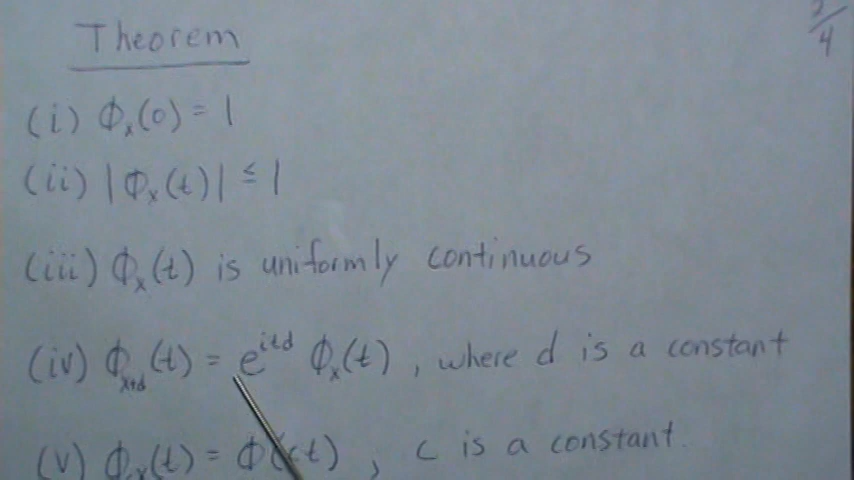 2/4
Theorem
(i) ϕₓ(0) = 1
(ii) |ϕₓ(t)| ≤ 1
(iii) ϕₓ(t) is uniformly continuous
(iv) ϕₓ₊d(t) = e^{itd} ϕₓ(t), where d is a constant
(v) ϕ (t) = ϕ(ct), c is a constant.